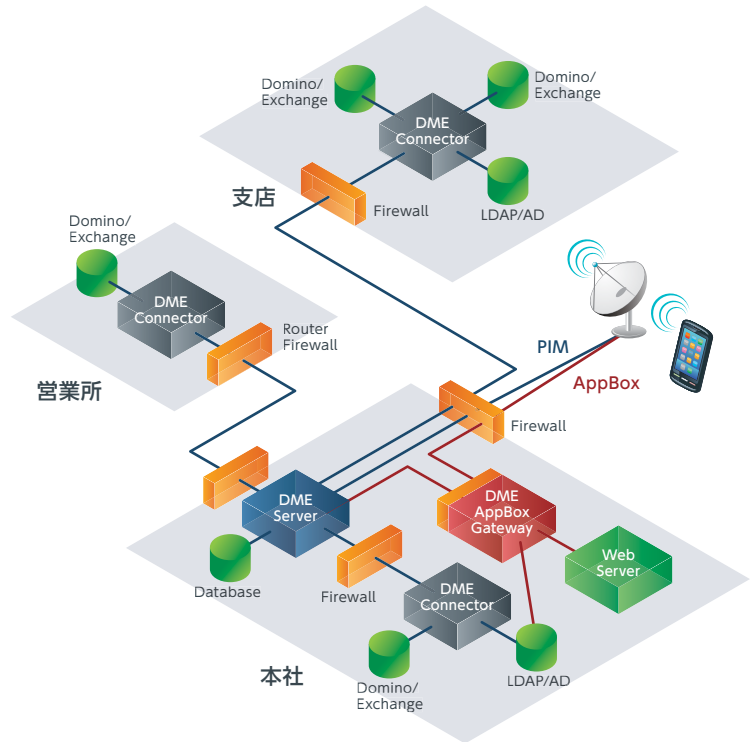 Domino/
Exchange
Domino/
Exchange
DME
Connector
支店
Firewall
LDAP/AD
Domino/
Exchange
DME
Connector
Router
Firewall
営業所
PIM
AppBox
Firewall
DME
Server
DME
AppBox
Gateway
Web
Server
Database
Firewall
DME
Connector
本社
Domino/
Exchange
LDAP/AD